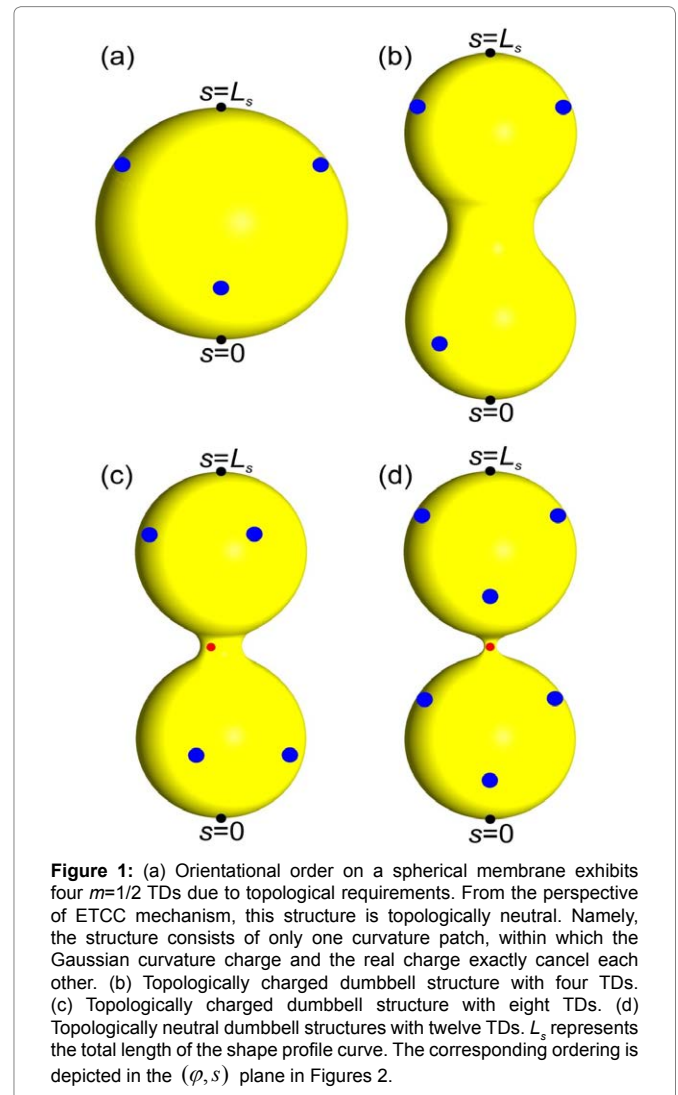 (a)
s=Ls
s=0
(b)
s=Ls
s=0
(c)
s=Ls
s=0
(d)
s=Ls
s=0
Figure 1: (a) Orientational order on a spherical membrane exhibits
four m=1/2 TDs due to topological requirements. From the perspective
of ETCC mechanism, this structure is topologically neutral. Namely,
the structure consists of only one curvature patch, within which the
Gaussian curvature charge and the real charge exactly cancel each
other. (b) Topologically charged dumbbell structure with four TDs.
(c) Topologically charged dumbbell structure with eight TDs. (d)
Topologically neutral dumbbell structures with twelve TDs. Ls represents
the total length of the shape profile curve. The corresponding ordering is
depicted in the (φ,s) plane in Figures 2.